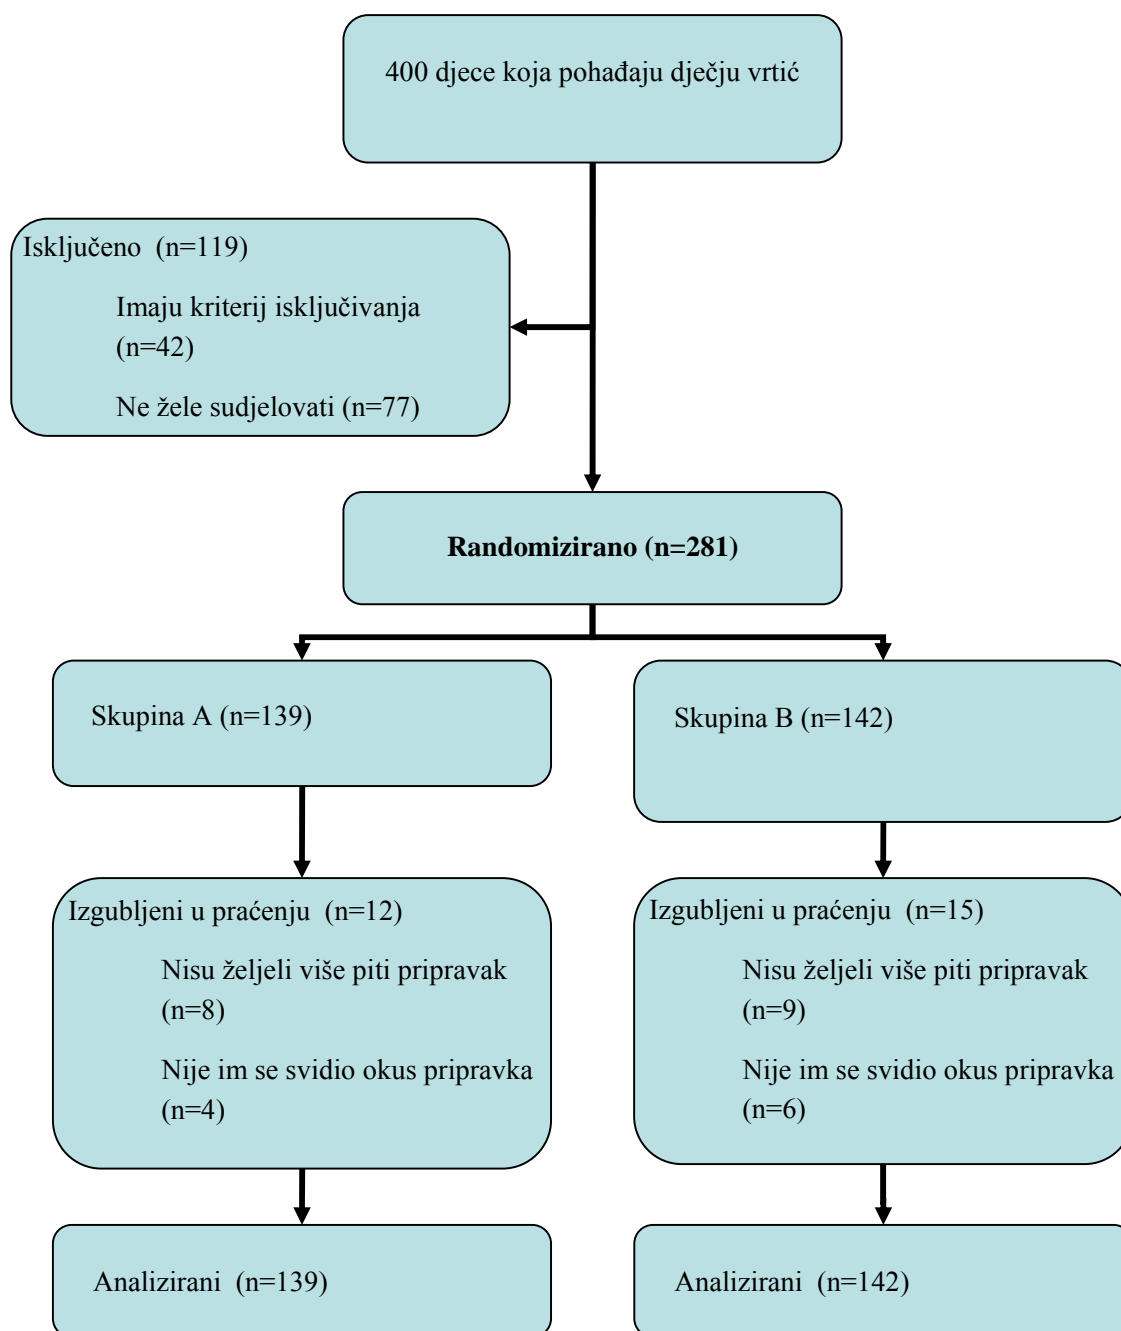 400 djece koja pohađaju dječju vrtić
Isključeno (n=119)
Imaju kriterij isključivanja
(n=42)
Ne žele sudjelovati (n=77)
Randomizirano (n=281)
Skupina A (n=139)
Skupina B (n=142)
Izgubljeni u praćenju (n=12)
Nisu željeli više piti pripravak
(n=8)
Nije im se svidio okus pripravka
(n=4)
Izgubljeni u praćenju (n=15)
Nisu željeli više piti pripravak
(n=9)
Nije im se svidio okus pripravka
(n=6)
Analizirani (n=139)
Analizirani (n=142)